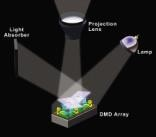 Projection
Lens
Light
Absorber
Lamp
DMD Array